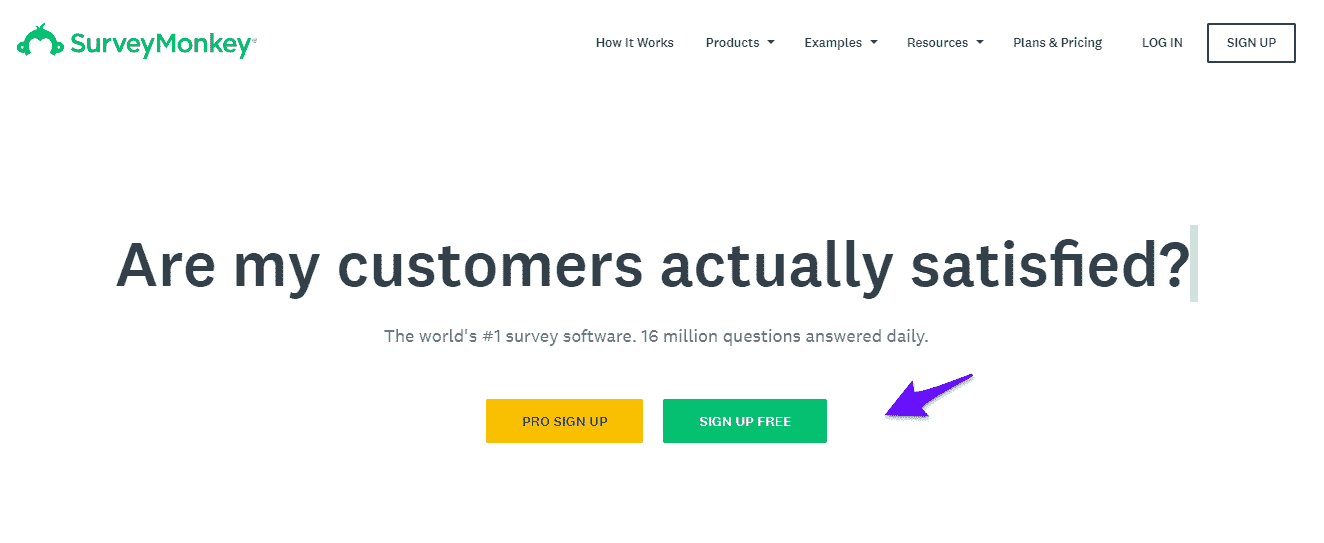 SurveyMonkey®
How It Works Products Examples Resources Plans & Pricing LOG IN SIGN UP
Are my customers actually satisfied?
The world's #1 survey software. 16 million questions answered daily.
PRO SIGN UP SIGN UP FREE